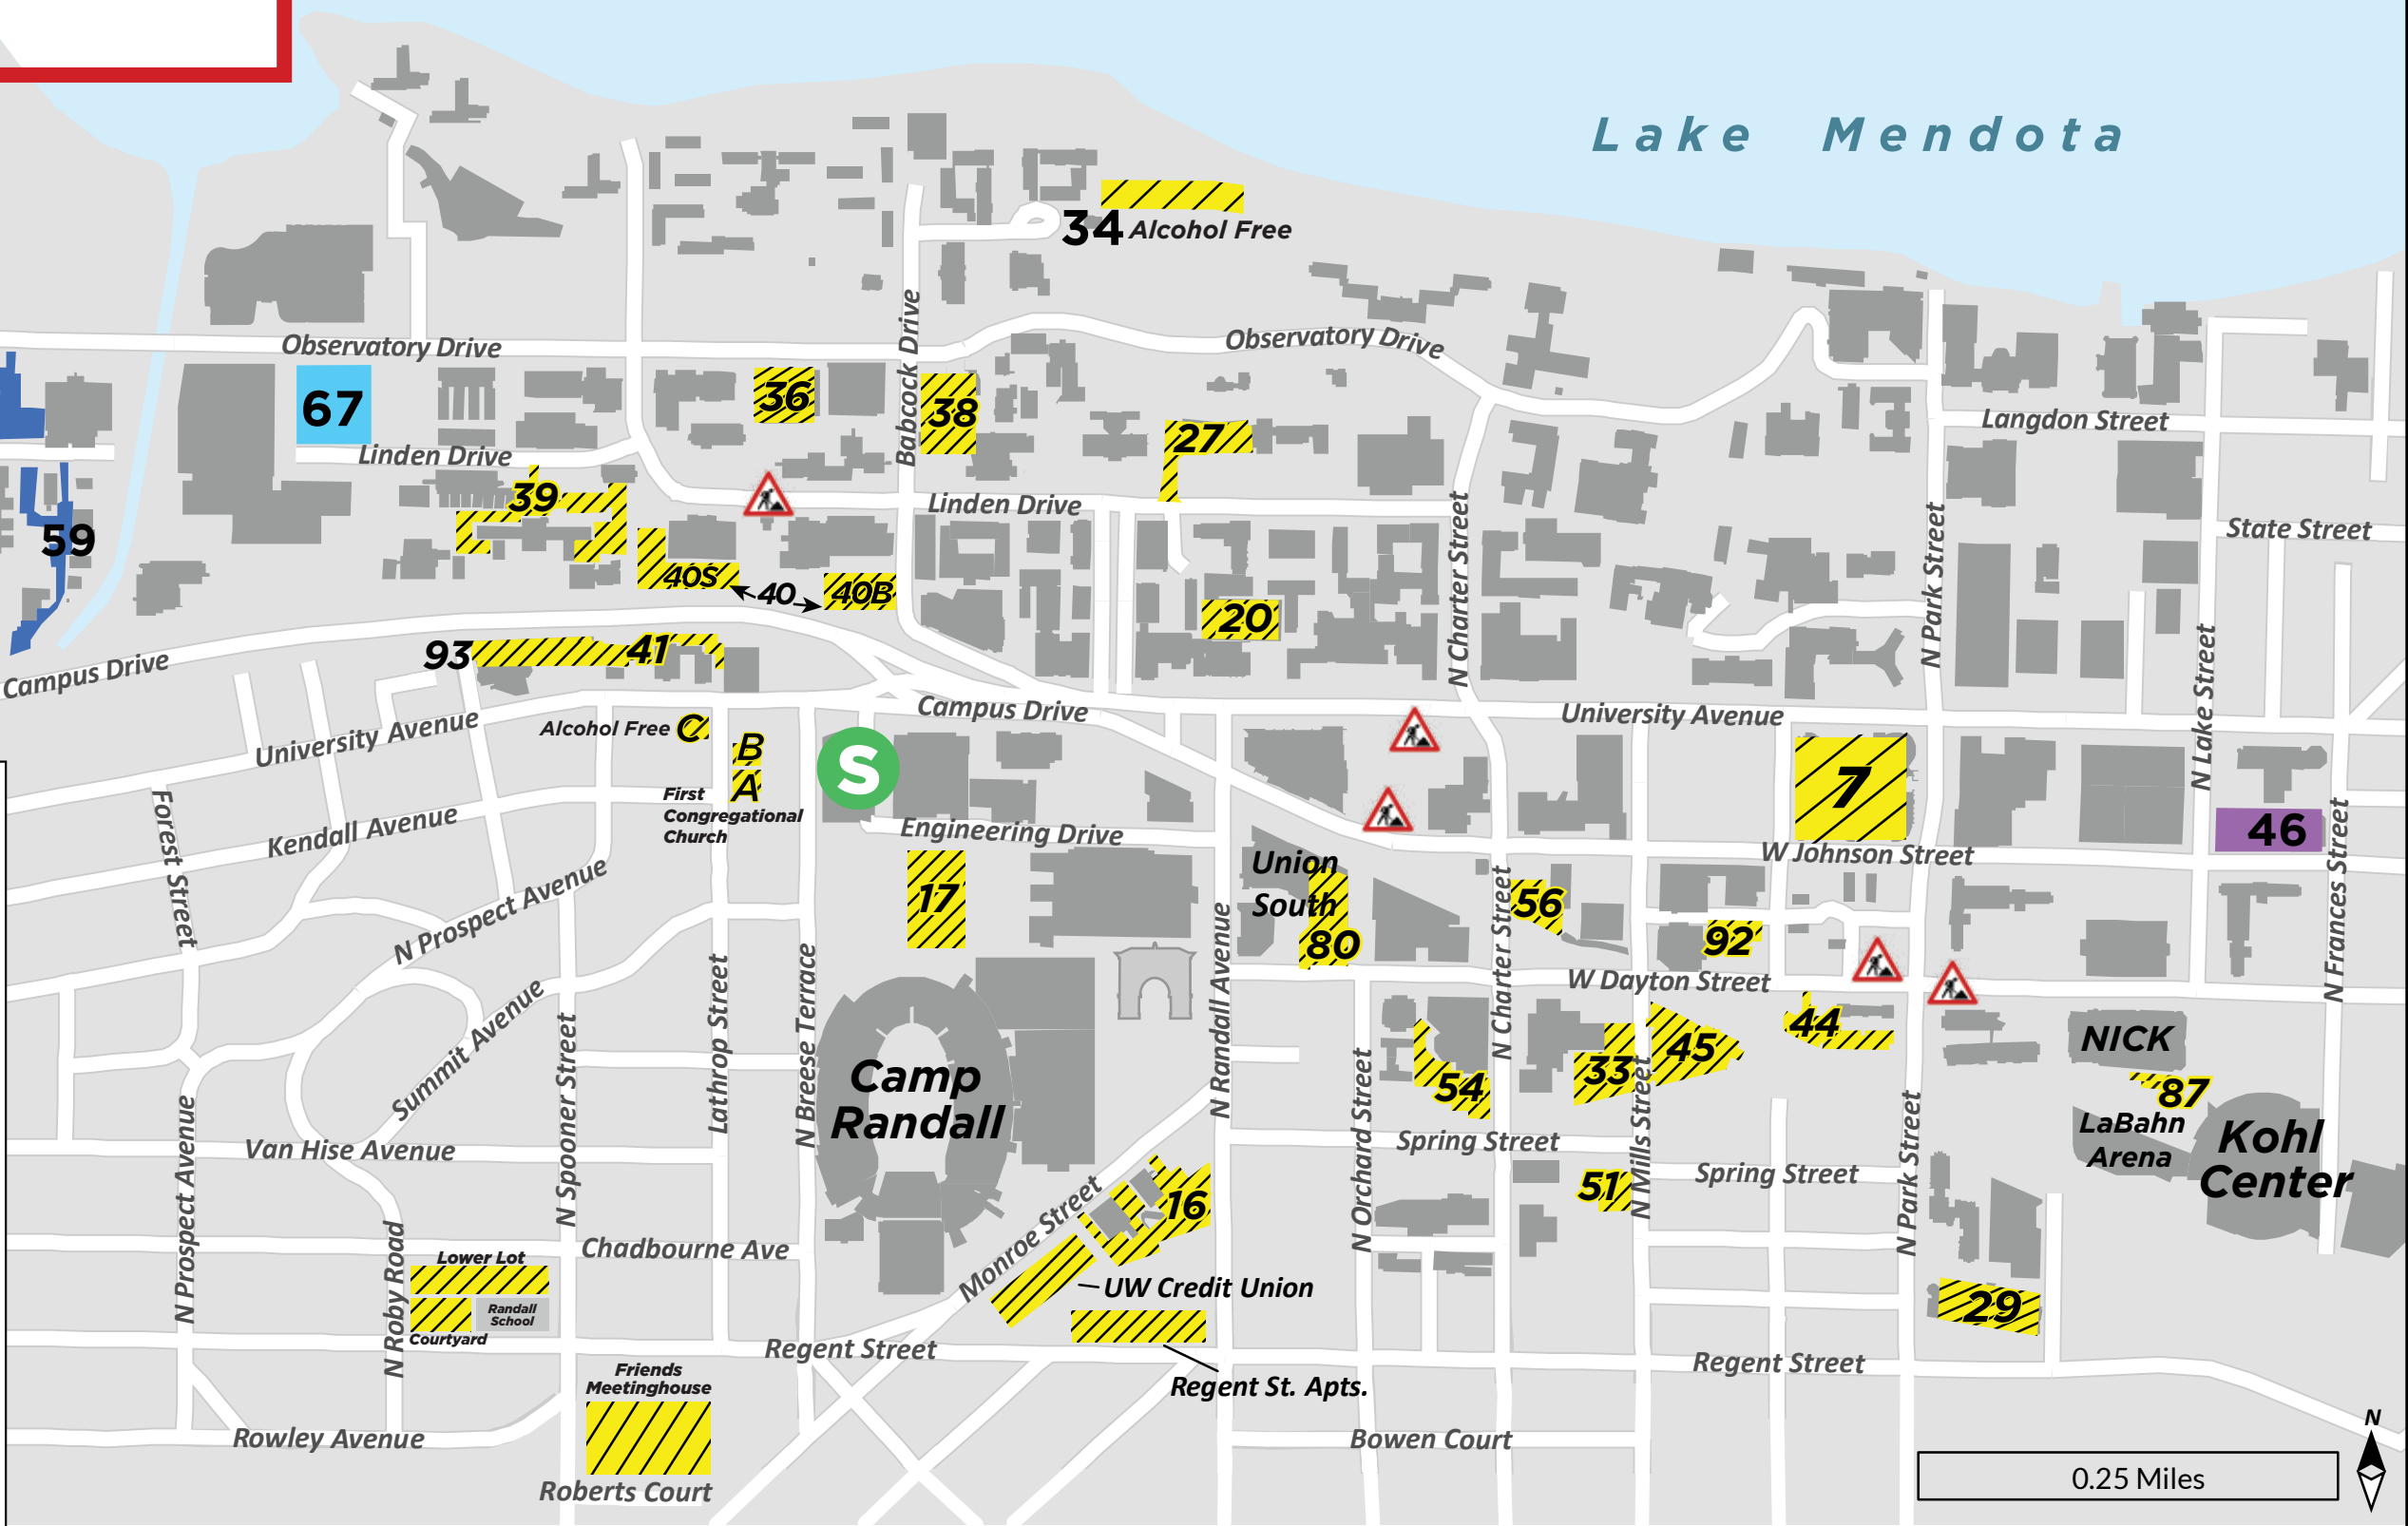 Lake Mendota
34 Alcohol Free
Observatory Drive
Observatory Drive
Babcock Drive
67
36
38
27
Langdon Street
Linden Drive
39
Linden Drive
59
N Charter Street
N Park Street
State Street
40S
40
40B
20
93
41
Campus Drive
University Avenue
Alcohol Free C
B
A
First
Congregational
Church
S
Campus Drive
University Avenue
N Lake Street
7
46
Forest Street
Kendall Avenue
Engineering Drive
W Johnson Street
N Frances Street
N Prospect Avenue
17
Union
South
80
56
92
N Charter Street
N Randall Avenue
W Dayton Street
Summit Avenue
N Spooner Street
Lathrop Street
N Breese Terrace
Camp
Randall
54
33
45
44
NICK
87
LaBahn
Arena
Kohl
Center
N Orchard Street
N Mills Street
N Park Street
Spring Street
Spring Street
51
N Prospect Avenue
Van Hise Avenue
16
Monroe Street
N Roby Road
Chadbourne Ave
Lower Lot
Randall
School
Courtyard
UW Credit Union
29
Regent Street
Regent Street
Regent St. Apts.
Friends
Meetinghouse
Rowley Avenue
Bowen Court
Roberts Court
N
0.25 Miles